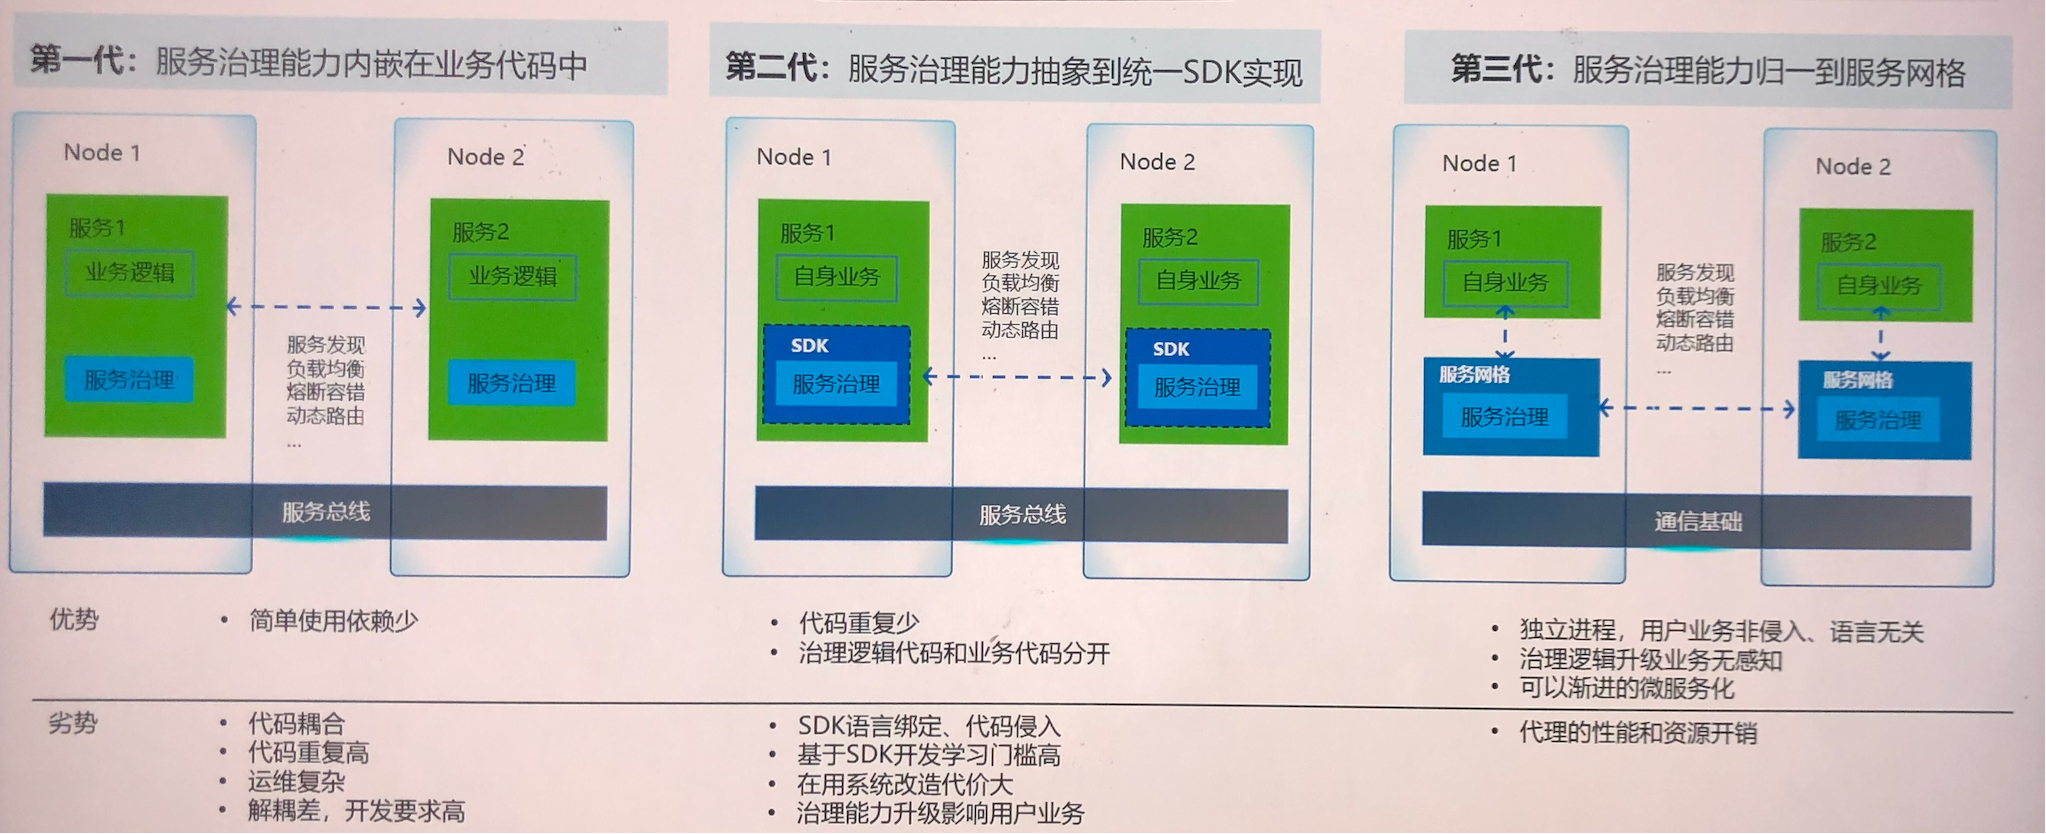 第一代：服务治理能力内嵌在业务代码中
Node 1
服务1
业务逻辑
服务治理
Node 2
服务2
业务逻辑
服务治理
服务发现
负载均衡
熔断容错
动态路由
...
服务总线
第二代：服务治理能力抽象到统一SDK实现
Node 1
服务1
自身业务
SDK
服务治理
Node 2
服务2
自身业务
SDK
服务治理
服务发现
负载均衡
熔断容错
动态路由
...
服务总线
第三代：服务治理能力归一到服务网格
Node 1
服务1
自身业务
服务网格
服务治理
Node 2
服务2
自身业务
服务网格
服务治理
服务发现
负载均衡
熔断容错
动态路由
...
通信基础
优势
• 简单使用依赖少
• 代码重复少
• 治理逻辑代码和业务代码分开
• 独立进程，用户业务非侵入、语言无关
• 治理逻辑升级业务无感知
• 可以渐进的微服务化
劣势
• 代码耦合
• 代码重复高
• 运维复杂
• 解耦差，开发要求高
• SDK语言绑定、代码侵入
• 基于SDK开发学习门槛高
• 在用系统改造代价大
• 治理能力升级影响用户业务
• 代理的性能和资源开销